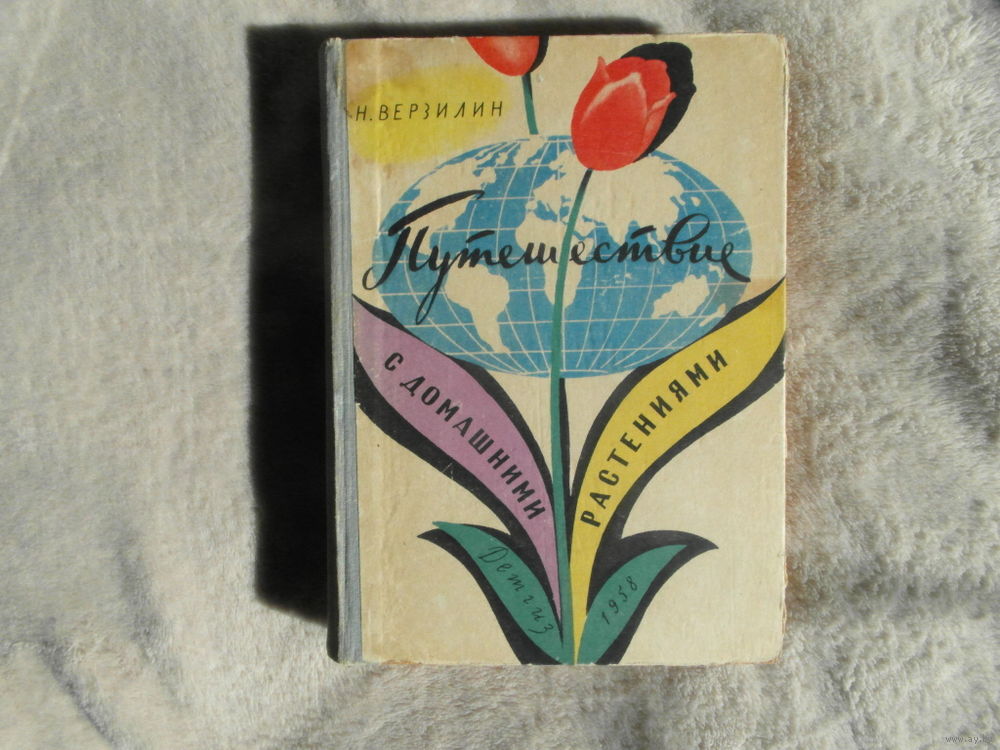 Н. ВЕРЗИЛИН
Путешествие
С ДОМАШНИМИ
РАСТЕНИЯМИ
Детгиз
1958